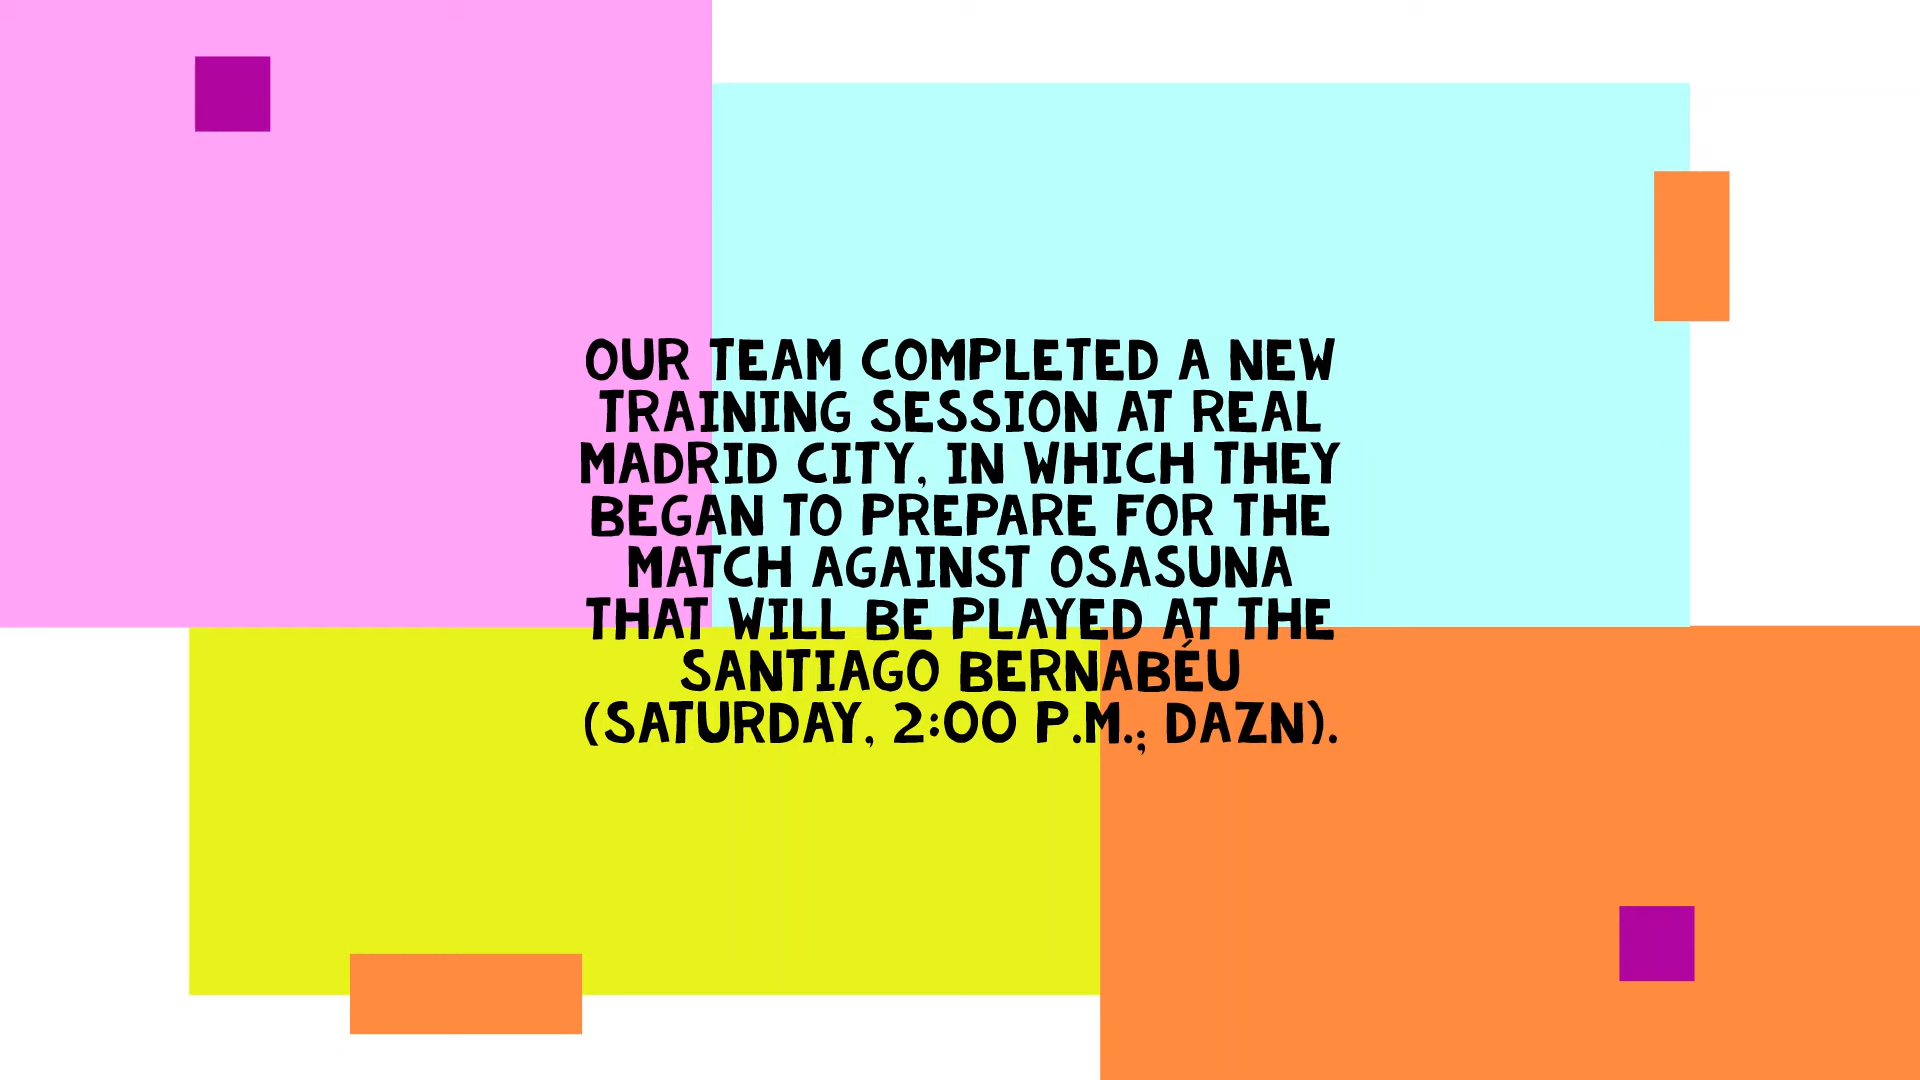 OUR TEAM COMPLETED A NEW
TRAINING SESSION AT REAL
MADRID CITY, IN WHICH THEY
BEGAN TO PREPARE FOR THE
MATCH AGAINST OSASUNA
THAT WILL BE PLAYED AT THE
SANTIAGO BERNABÉU
(SATURDAY, 2:00 P.M.; DAZN).